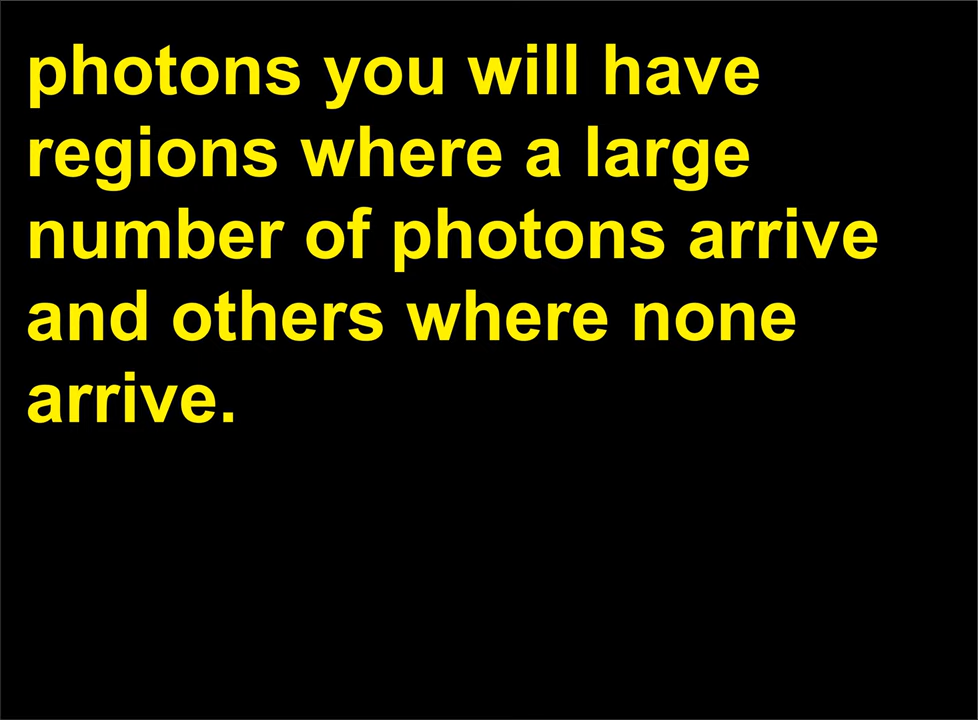 photons you will have
regions where a large
number of photons arrive
and others where none
arrive.